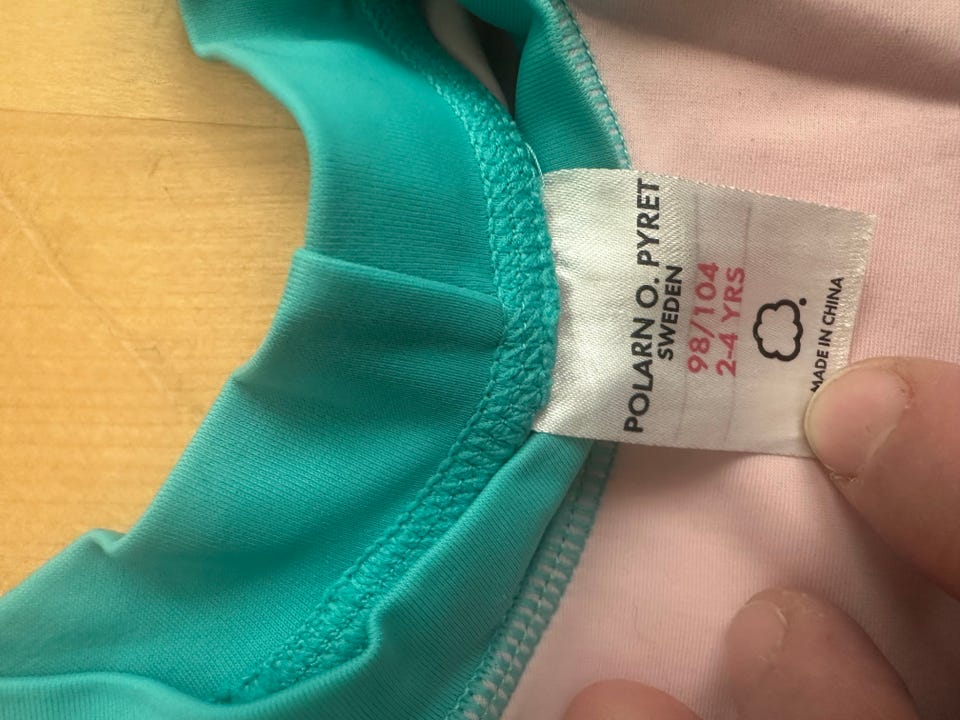 POLARN O. PYRET
SWEDEN
98/104
2-4 YRS
MADE IN CHINA